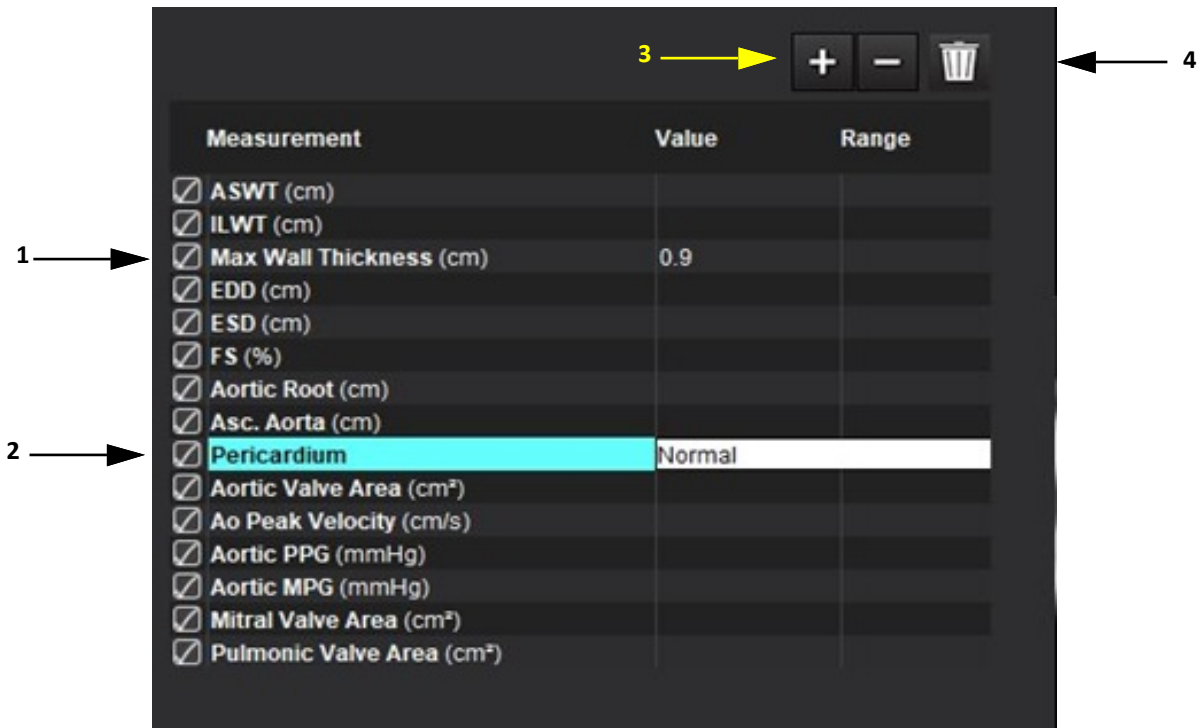 3
4
Measurement Value Range
ASWT (cm)
ILWT (cm)
1 Max Wall Thickness (cm) 0.9
EDD (cm)
ESD (cm)
FS (%)
Aortic Root (cm)
Asc. Aorta (cm)
2 Pericardium Normal
Aortic Valve Area (cm²)
Ao Peak Velocity (cm/s)
Aortic PPG (mmHg)
Aortic MPG (mmHg)
Mitral Valve Area (cm²)
Pulmonic Valve Area (cm²)